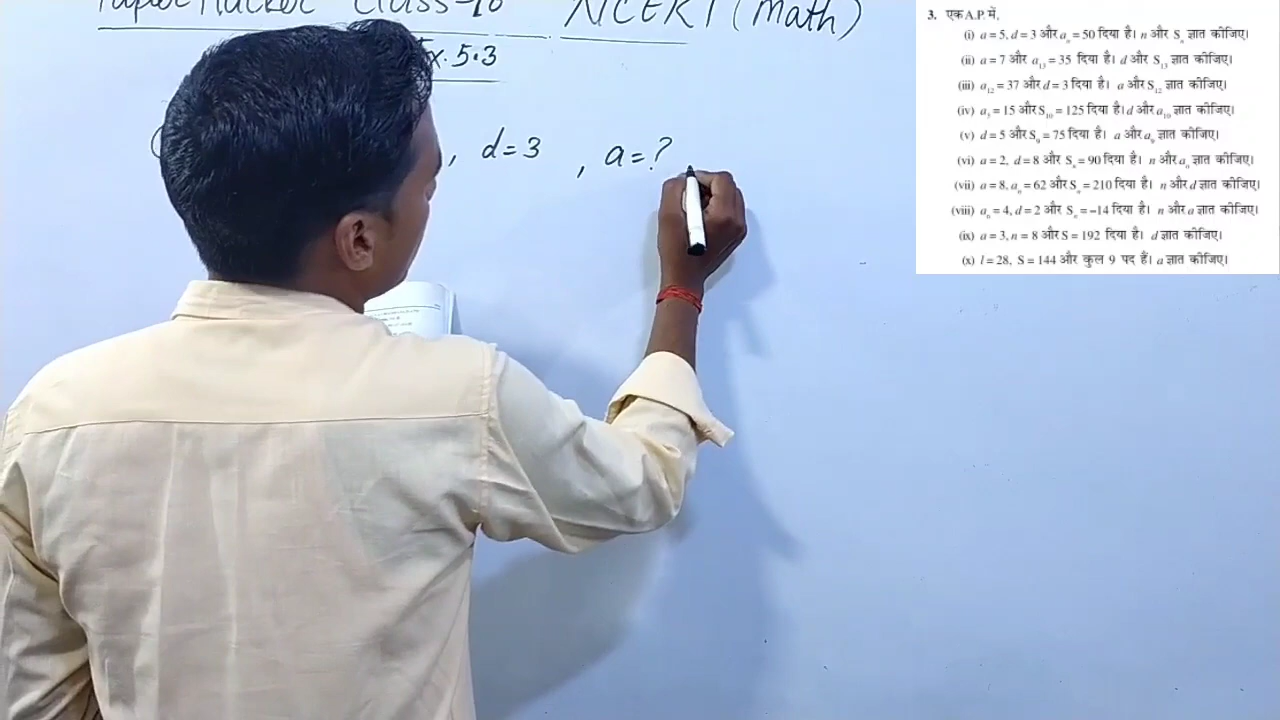 Class-10 NCERT (Math)
Ex. 5.3
, d=3 , a=?
3. एक A.P. में,
(i) a = 5, d = 3 और aₙ = 50 दिया है। n और Sₙ ज्ञात कीजिए।
(ii) a = 7 और a₁₃ = 35 दिया है। d और S₁₃ ज्ञात कीजिए।
(iii) a₁₂ = 37 और d = 3 दिया है। a और S₁₂ ज्ञात कीजिए।
(iv) a₃ = 15 और S₁₀ = 125 दिया है। d और a₁₀ ज्ञात कीजिए।
(v) d = 5 और S₉ = 75 दिया है। a और a₉ ज्ञात कीजिए।
(vi) a = 2, d = 8 और Sₙ = 90 दिया है। n और aₙ ज्ञात कीजिए।
(vii) a = 8, aₙ = 62 और Sₙ = 210 दिया है। n और d ज्ञात कीजिए।
(viii) aₙ = 4, d = 2 और Sₙ = –14 दिया है। n और a ज्ञात कीजिए।
(ix) a = 3, n = 8 और S = 192 दिया है। d ज्ञात कीजिए।
(x) l = 28, S = 144 और कुल 9 पद हैं। a ज्ञात कीजिए।